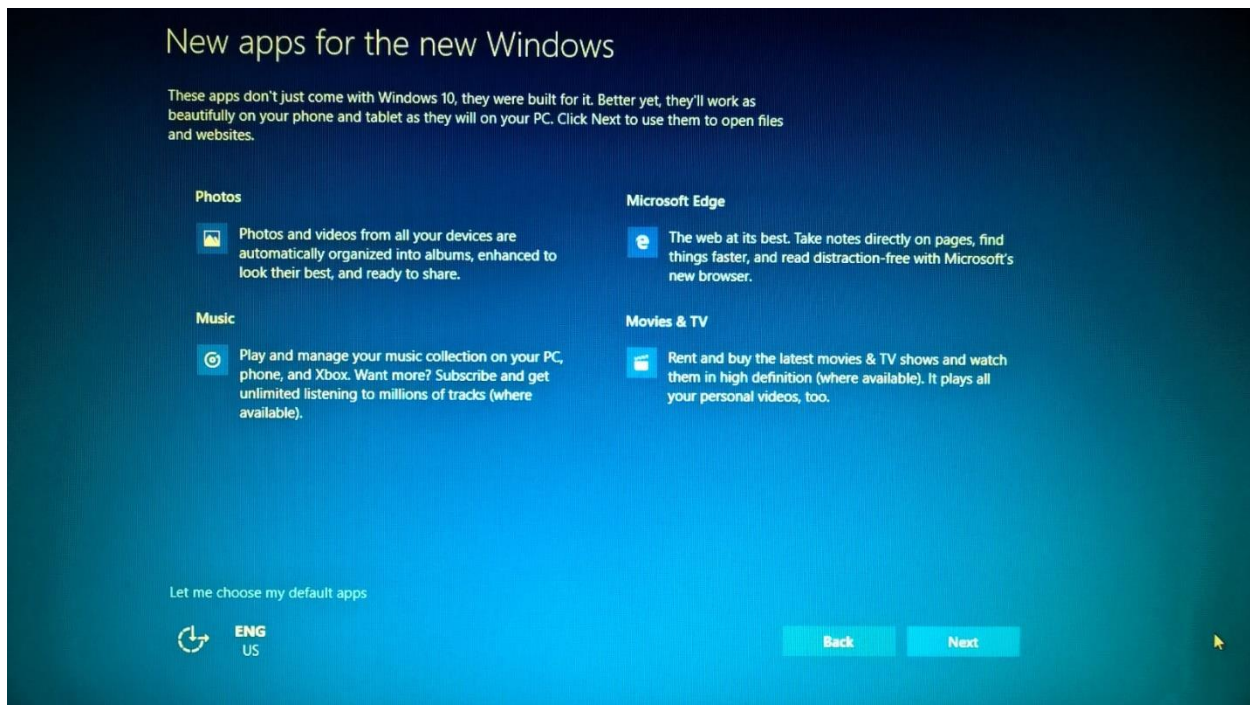 New apps for the new Windows
These apps don't just come with Windows 10, they were built for it. Better yet, they'll work as
beautifully on your phone and tablet as they will on your PC. Click Next to use them to open files
and websites.
Photos
Photos and videos from all your devices are
automatically organized into albums, enhanced to
look their best, and ready to share.
Microsoft Edge
The web at its best. Take notes directly on pages, find
things faster, and read distraction-free with Microsoft's
new browser.
Music
Play and manage your music collection on your PC,
phone, and Xbox. Want more? Subscribe and get
unlimited listening to millions of tracks (where
available).
Movies & TV
Rent and buy the latest movies & TV shows and watch
them in high definition (where available). It plays all
your personal videos, too.
Let me choose my default apps
ENG
US
Back
Next